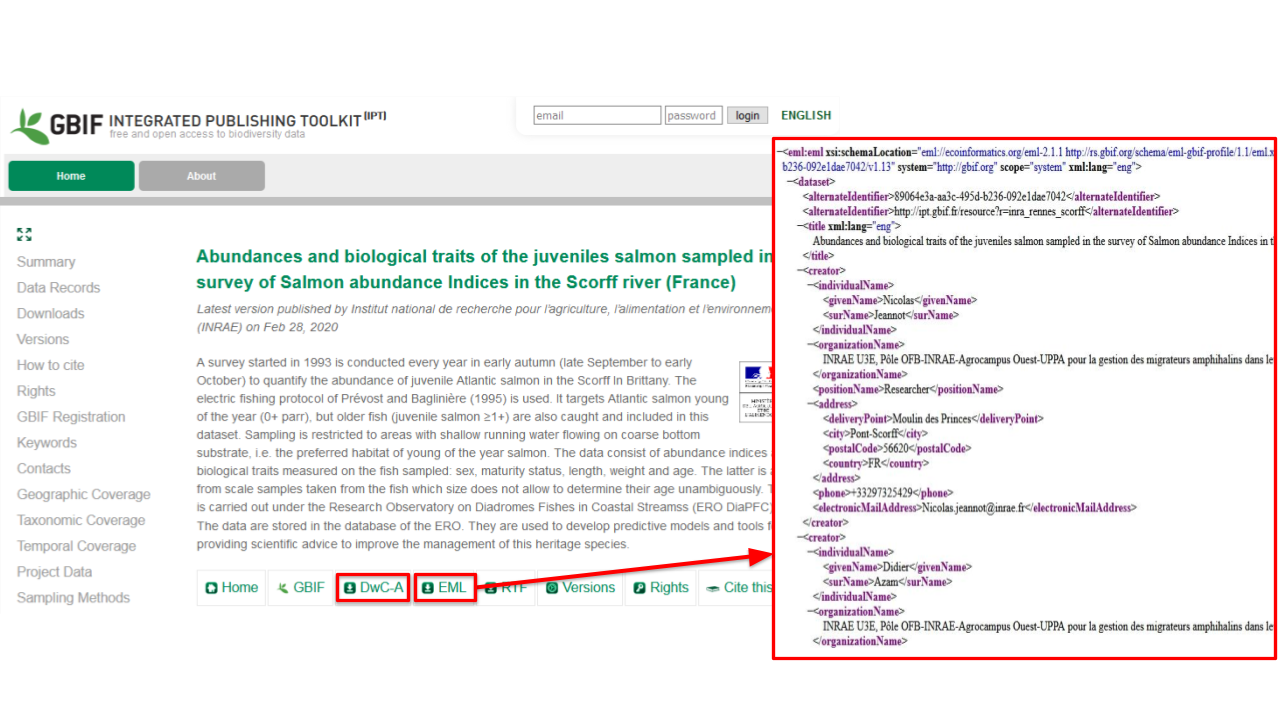 GBIF INTEGRATED PUBLISHING TOOLKIT [IPT]
free and open access to biodiversity data
email
password
login
ENGLISH
Home
About
Summary
Data Records
Downloads
Versions
How to cite
Rights
GBIF Registration
Keywords
Contacts
Geographic Coverage
Taxonomic Coverage
Temporal Coverage
Project Data
Sampling Methods
Abundances and biological traits of the juveniles salmon sampled in
survey of Salmon abundance Indices in the Scorff river (France)
Latest version published by Institut national de recherche pour l'agriculture, l'alimentation et l'environnem
(INRAE) on Feb 28, 2020
A survey started in 1993 is conducted every year in early autumn (late September to early
October) to quantify the abundance of juvenile Atlantic salmon in the Scorff In Brittany. The
electric fishing protocol of Prévost and Baglinière (1995) is used. It targets Atlantic salmon young
of the year (0+ parr), but older fish (juvenile salmon ≥1+) are also caught and included in this
dataset. Sampling is restricted to areas with shallow running water flowing on coarse bottom
substrate, i.e. the preferred habitat of young of the year salmon. The data consist of abundance indices
biological traits measured on the fish sampled: sex, maturity status, length, weight and age. The latter is
from scale samples taken from the fish which size does not allow to determine their age unambiguously.
is carried out under the Research Observatory on Diadromes Fishes in Coastal Streamss (ERO DiaPFC)
The data are stored in the database of the ERO. They are used to develop predictive models and tools f
providing scientific advice to improve the management of this heritage species.
Home GBIF DwC-A EML RTF Versions Rights Cite this
−<eml:eml xsi:schemaLocation="eml://ecoinformatics.org/eml-2.1.1 http://rs.gbif.org/schema/eml-gbif-profile/1.1/eml.x
b236-092e1dae7042/v1.13" system="http://gbif.org" scope="system" xml:lang="eng">
−<dataset>
<alternateIdentifier>89064e3a-aa3c-495d-b236-092e1dae7042</alternateIdentifier>
<alternateIdentifier>http://ipt.gbif.fr/resource?r=inra_rennes_scorff</alternateIdentifier>
−<title xml:lang="eng">
Abundances and biological traits of the juveniles salmon sampled in the survey of Salmon abundance Indices in t
</title>
−<creator>
−<individualName>
<givenName>Nicolas</givenName>
<surName>Jeannot</surName>
</individualName>
−<organizationName>
INRAE U3E, Pôle OFB-INRAE-Agrocampus Ouest-UPPA pour la gestion des migrateurs amphihalins dans le
</organizationName>
<positionName>Researcher</positionName>
−<address>
<deliveryPoint>Moulin des Princes</deliveryPoint>
<city>Pont-Scorff</city>
<postalCode>56620</postalCode>
<country>FR</country>
</address>
<phone>+33297325429</phone>
<electronicMailAddress>Nicolas.jeannot@inrae.fr</electronicMailAddress>
</creator>
−<creator>
−<individualName>
<givenName>Didier</givenName>
<surName>Azam</surName>
</individualName>
−<organizationName>
INRAE U3E, Pôle OFB-INRAE-Agrocampus Ouest-UPPA pour la gestion des migrateurs amphihalins dans le
</organizationName>